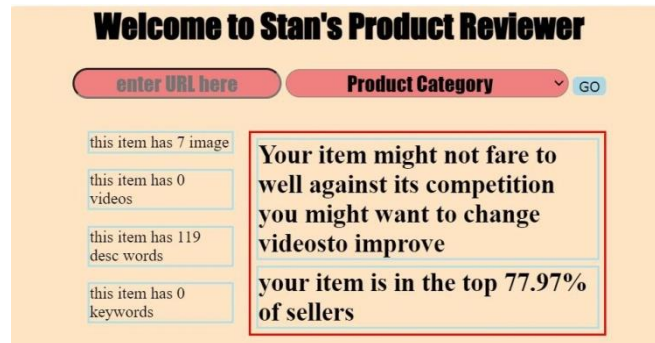 Welcome to Stan's Product Reviewer
enter URL here
Product Category
GO
this item has 7 image
this item has 0
videos
this item has 119
desc words
this item has 0
keywords
Your item might not fare to
well against its competition
you might want to change
videosto improve
your item is in the top 77.97%
of sellers